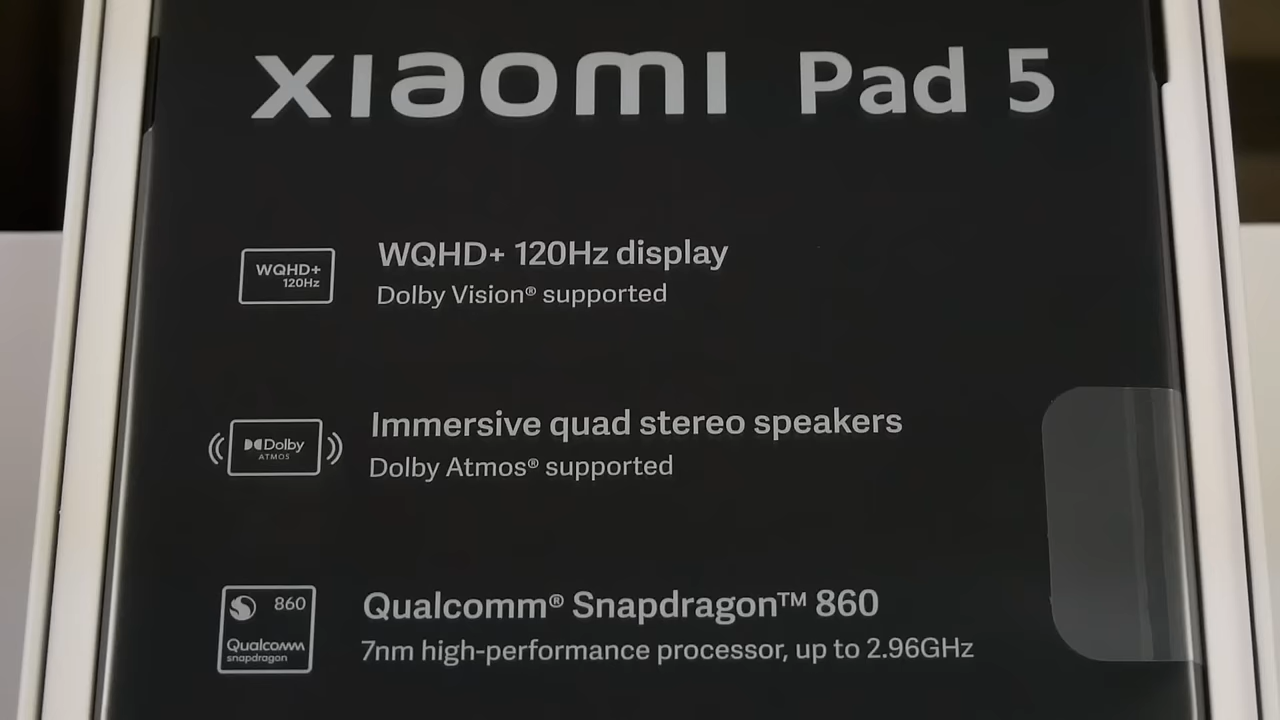 XIAOMI Pad 5
WQHD+
120Hz
WQHD+ 120Hz display
Dolby Vision® supported
Dolby
ATMOS
Immersive quad stereo speakers
Dolby Atmos® supported
860
Qualcomm
snapdragon
Qualcomm® Snapdragon™ 860
7nm high-performance processor, up to 2.96GHz